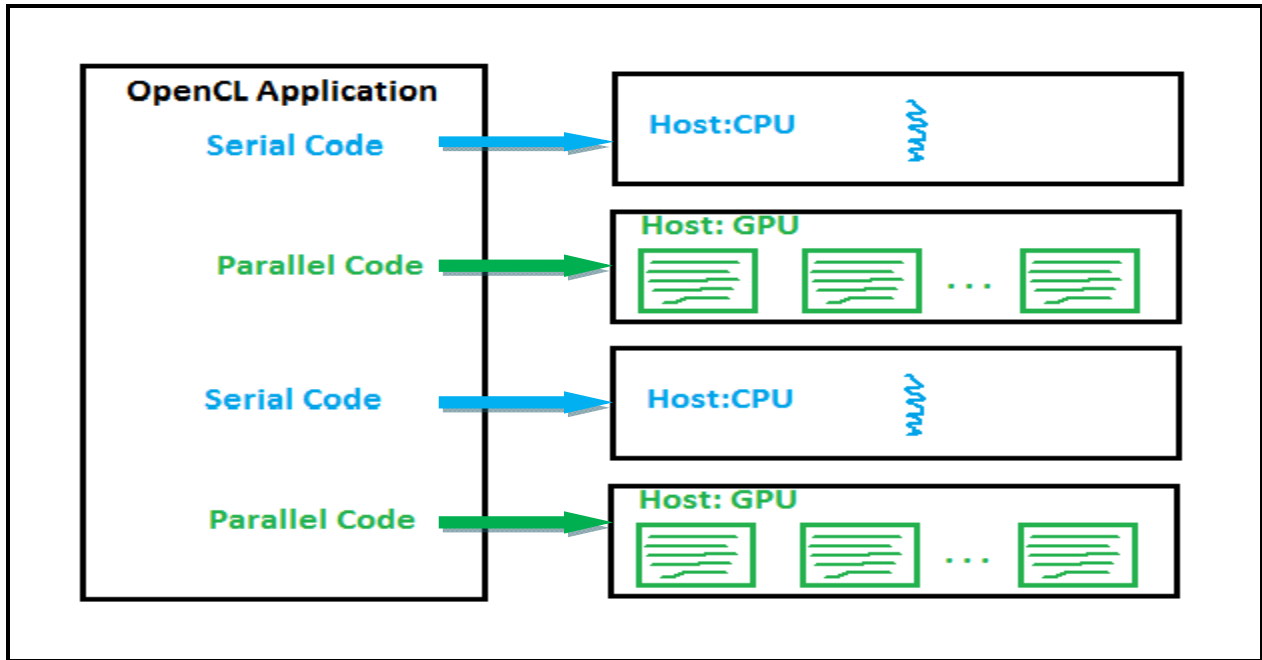 OpenCL Application
Serial Code
Host:CPU
Parallel Code
Host: GPU
. . .
Serial Code
Host:CPU
Parallel Code
Host: GPU
. . .